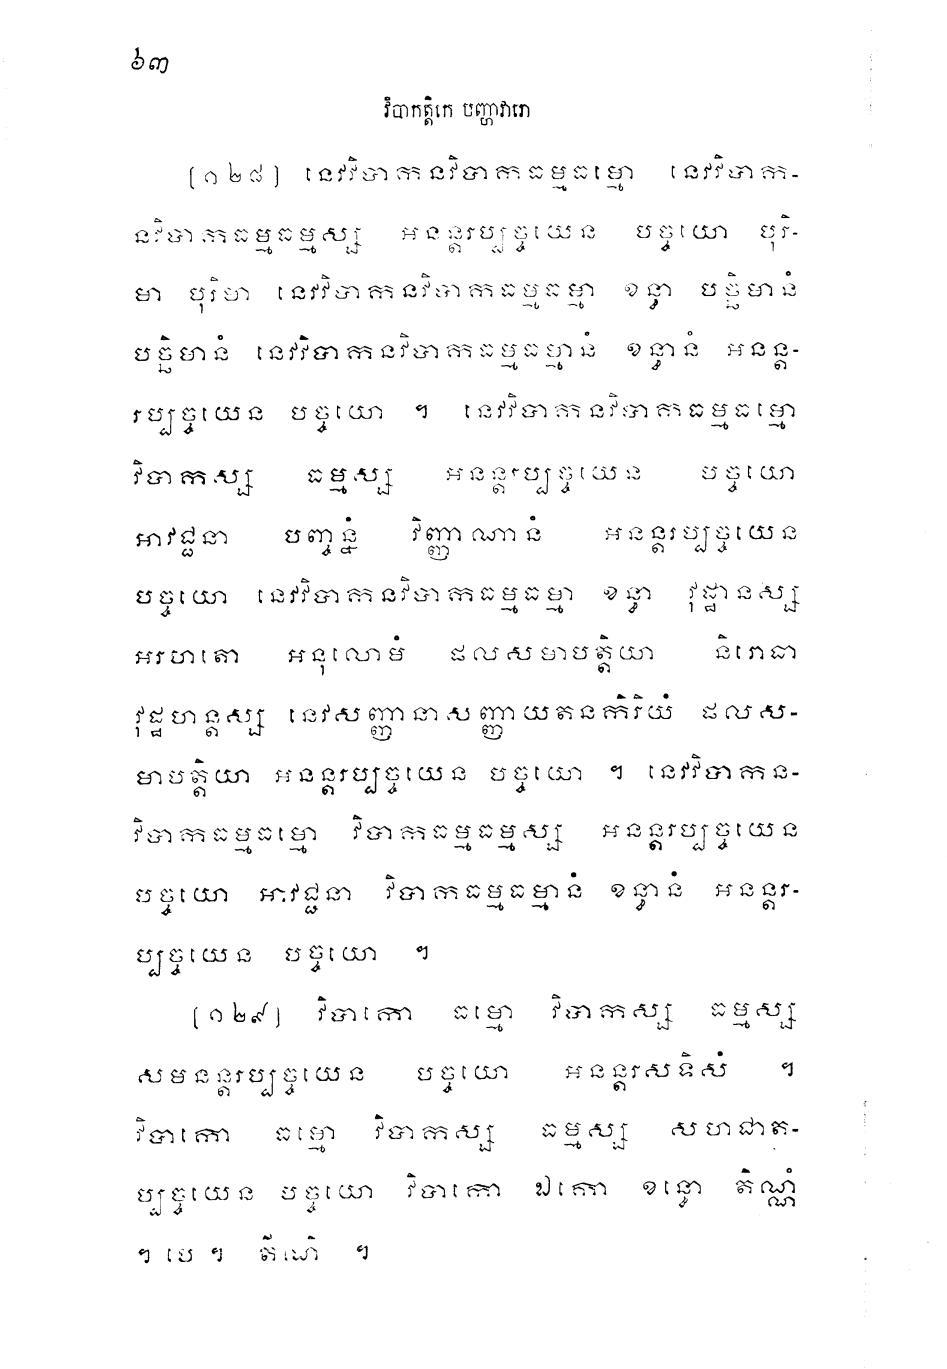 ៦៣
វិបាកត្តិកេ បញ្ហាវារោ
[១២៨] នេវវិបាកនវិបាកធម្មធម្មោ នេវវិបាក-
នវិបាកធម្មធម្មស្ស អនន្តរប្បច្ចយេន បច្ចយោ បុរិ-
មា បុរិមា នេវវិបាកនវិបាកធម្មធម្មា ខន្ធា បច្ឆិមានំ
បច្ឆិមានំ នេវវិបាកនវិបាកធម្មធម្មានំ ខន្ធានំ អនន្ត-
រប្បច្ចយេន បច្ចយោ ។ នេវវិបាកនវិបាកធម្មធម្មោ
វិបាកស្ស ធម្មស្ស អនន្តរប្បច្ចយេន បច្ចយោ
អាវជ្ជនា បញ្ចន្នំ វិញ្ញាណានំ អនន្តរប្បច្ចយេន
បច្ចយោ នេវវិបាកនវិបាកធម្មធម្មា ខន្ធា វុដ្ឋានស្ស
អរហតោ អនុលោមំ ផលសមាបត្តិយា និរោធា
វុដ្ឋហន្តស្ស នេវសញ្ញានាសញ្ញាយតនកិរិយំ ផលស-
មាបត្តិយា អនន្តរប្បច្ចយេន បច្ចយោ ។ នេវវិបាកន-
វិបាកធម្មធម្មោ វិបាកធម្មធម្មស្ស អនន្តរប្បច្ចយេន
បច្ចយោ អាវជ្ជនា វិបាកធម្មធម្មានំ ខន្ធានំ អនន្តរ-
ប្បច្ចយេន បច្ចយោ ។
[១២៩] វិបាកោ ធម្មោ វិបាកស្ស ធម្មស្ស
សមនន្តរប្បច្ចយេន បច្ចយោ អនន្តរសទិសំ ។
វិបាកោ ធម្មោ វិបាកស្ស ធម្មស្ស សហជាត-
ប្បច្ចយេន បច្ចយោ វិបាកោ ឯកោ ខន្ធោ តិណ្ណំ
។ បេ ។ តីណិ ។